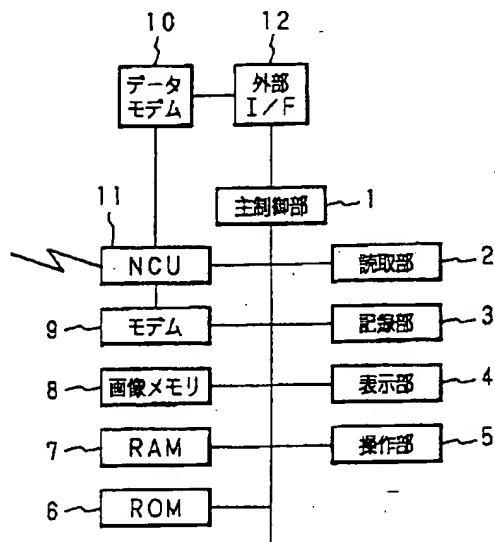 10
12
データ
モデム
外部
I/F
主制御部
1
11
NCU
読取部
2
9
モデム
記録部
3
8
画像メモリ
表示部
4
7
RAM
操作部
5
6
ROM